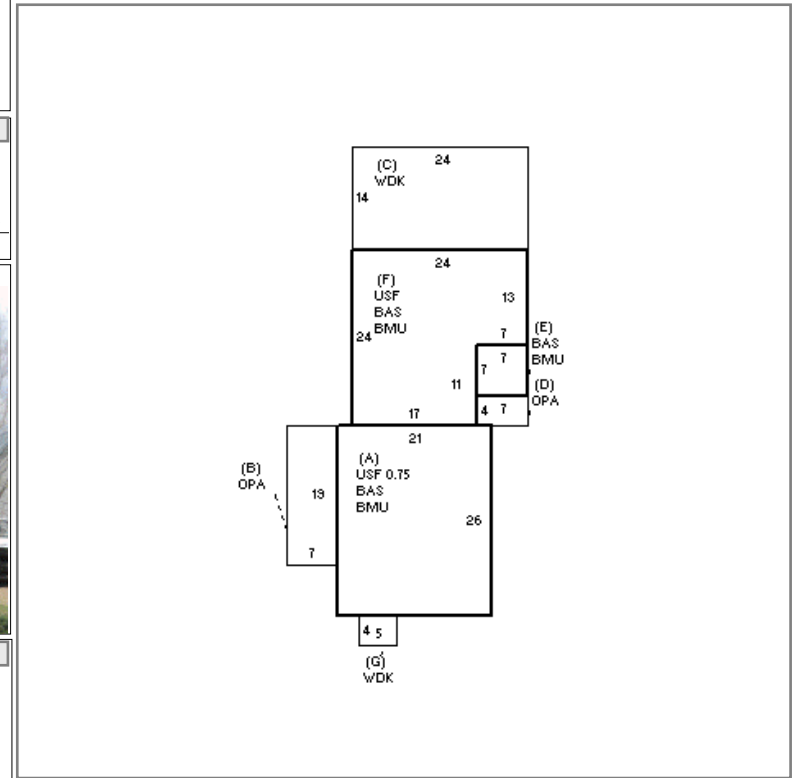 (C)
WDK
24
14
24
(F)
USF
BAS
BMU
13
24
7
(E)
BAS
BMU
7
7
11
(D)
OPA
4 7
17
21
(A)
USF 0.75
BAS
BMU
(B)
OPA
19
26
7
4 5
(G)
WDK